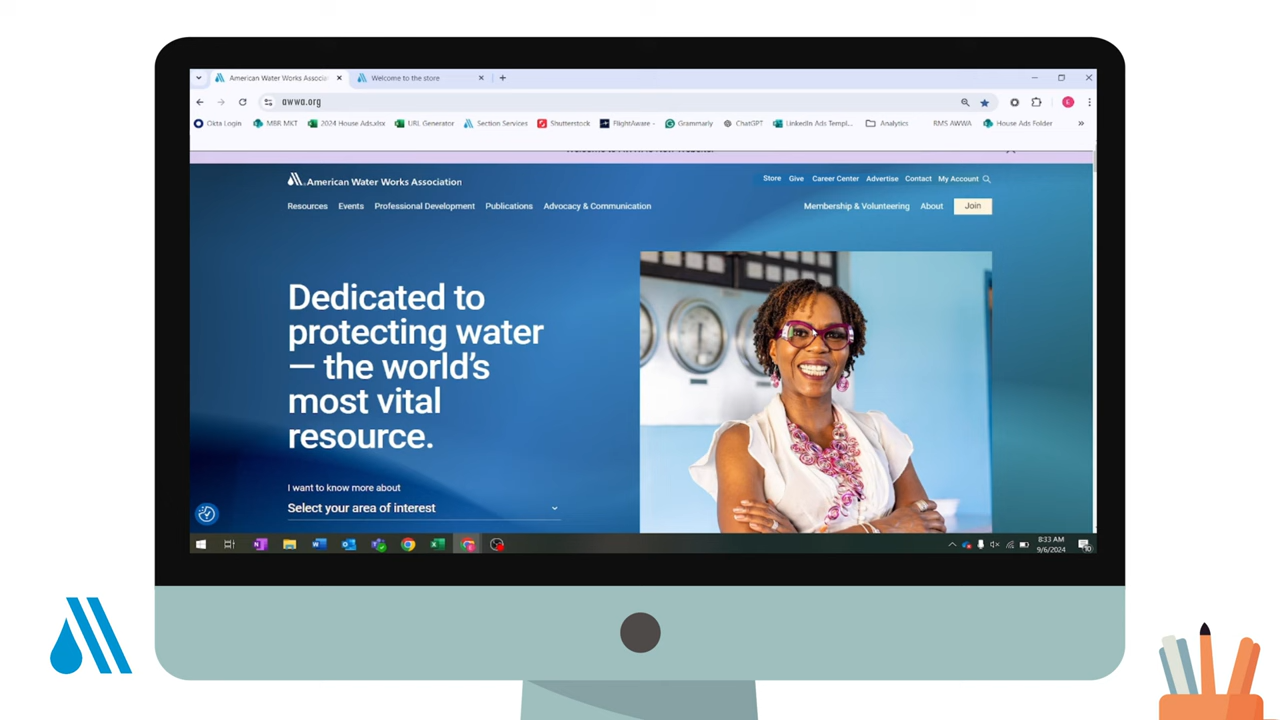 American Water Works Associa
Welcome to the store
awwa.org
Okta Login
MBR MKT
2024 House Ads.xlsx
URL Generator
Section Services
Shutterstock
FlightAware -
Grammarly
ChatGPT
LinkedIn Ads Templ...
Analytics
RMS AWWA
House Ads Folder
American Water Works Association
Store
Give
Career Center
Advertise
Contact
My Account
Resources
Events
Professional Development
Publications
Advocacy & Communication
Membership & Volunteering
About
Join
Dedicated to
protecting water
— the world's
most vital
resource.
I want to know more about
Select your area of interest
8:33 AM
9/6/2024